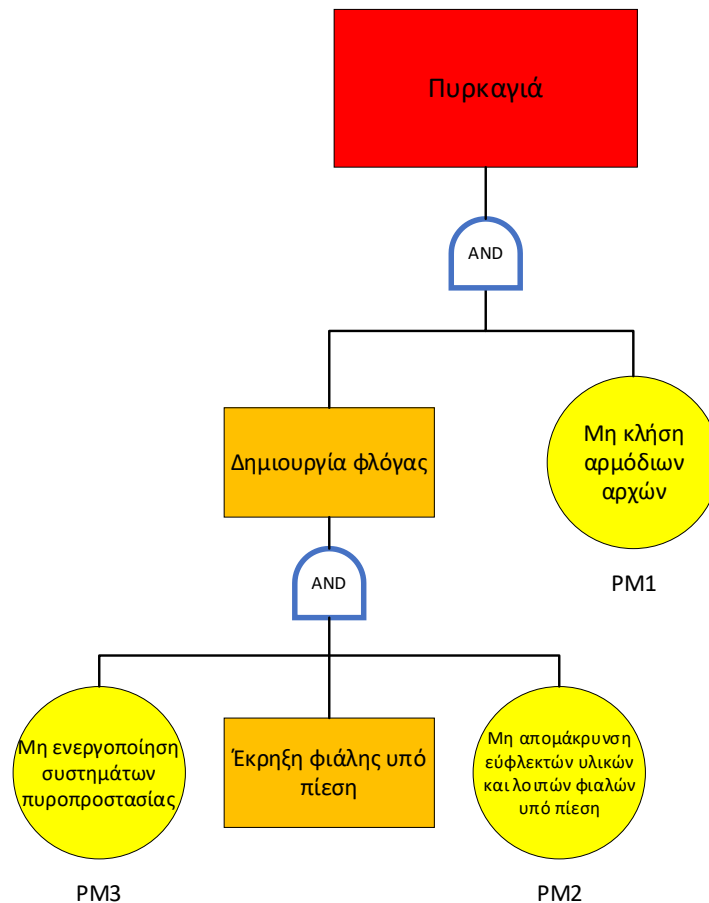 Πυρκαγιά
AND
Δημιουργία φλόγας
Μη κλήση
αρμόδιων
αρχών
PM1
AND
Μη ενεργοποίηση
συστημάτων
πυροπροστασίας
PM3
Έκρηξη φιάλης υπό
πίεση
Μη απομάκρυνση
εύφλεκτών υλικών
και λοιπών φιαλών
υπό πίεση
PM2